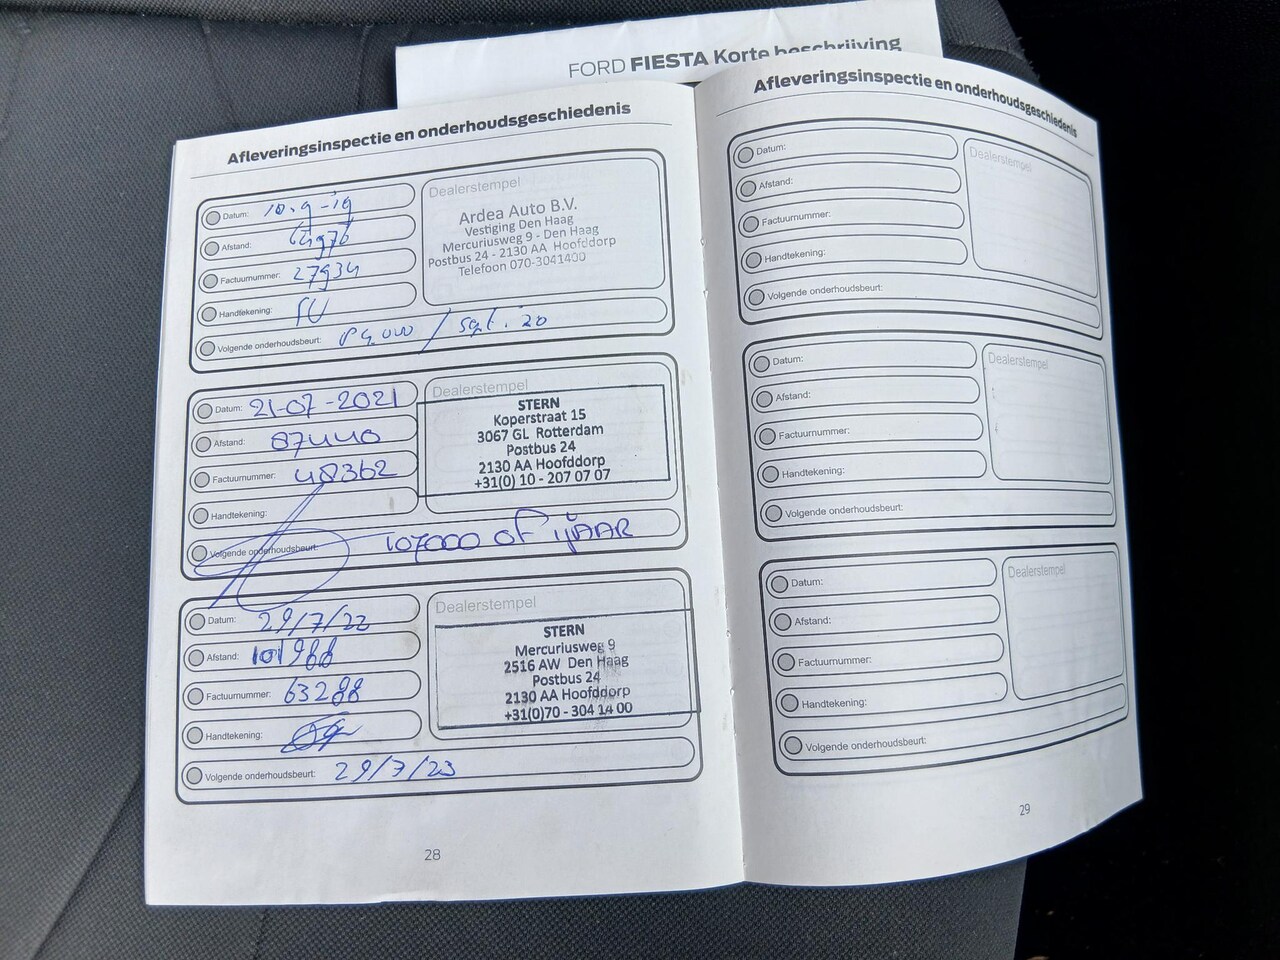 FORD FIESTA Korte beschrijving
Afleveringsinspectie en onderhoudsgeschiedenis
Datum: 10-9-19
Afstand:
Factuurnummer: 27934
Handtekening:
Volgende onderhoudsbeurt: / sept. 20
Dealerstempel
Ardea Auto B.V.
Vestiging Den Haag
Mercuriusweg 9 - Den Haag
Postbus 24 - 2130 AA Hoofddorp
Telefoon 070-3041400
Datum: 21-07-2021
Afstand: 87440
Factuurnummer: 48362
Handtekening:
Volgende onderhoudsbeurt: 107000 of 1 jAAR
Dealerstempel
STERN
Koperstraat 15
3067 GL Rotterdam
Postbus 24
2130 AA Hoofddorp
+31(0) 10 - 207 07 07
Datum: 29/7/22
Afstand: 101988
Factuurnummer: 63288
Handtekening:
Volgende onderhoudsbeurt: 29/7/23
Dealerstempel
STERN
Mercuriusweg 9
2516 AW Den Haag
Postbus 24
2130 AA Hoofddorp
+31(0)70 - 304 14 00
28
Afleveringsinspectie en onderhoudsgeschiedenis
Datum:
Afstand:
Factuurnummer:
Handtekening:
Volgende onderhoudsbeurt:
Dealerstempel
Datum:
Afstand:
Factuurnummer:
Handtekening:
Volgende onderhoudsbeurt:
Dealerstempel
Datum:
Afstand:
Factuurnummer:
Handtekening:
Volgende onderhoudsbeurt:
Dealerstempel
29